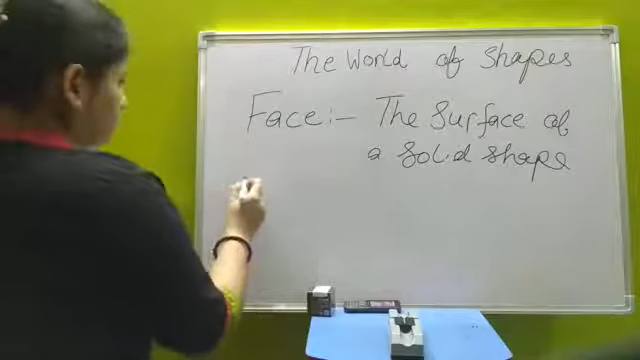 The World of Shapes
Face:- The Surface of
a Solid shape